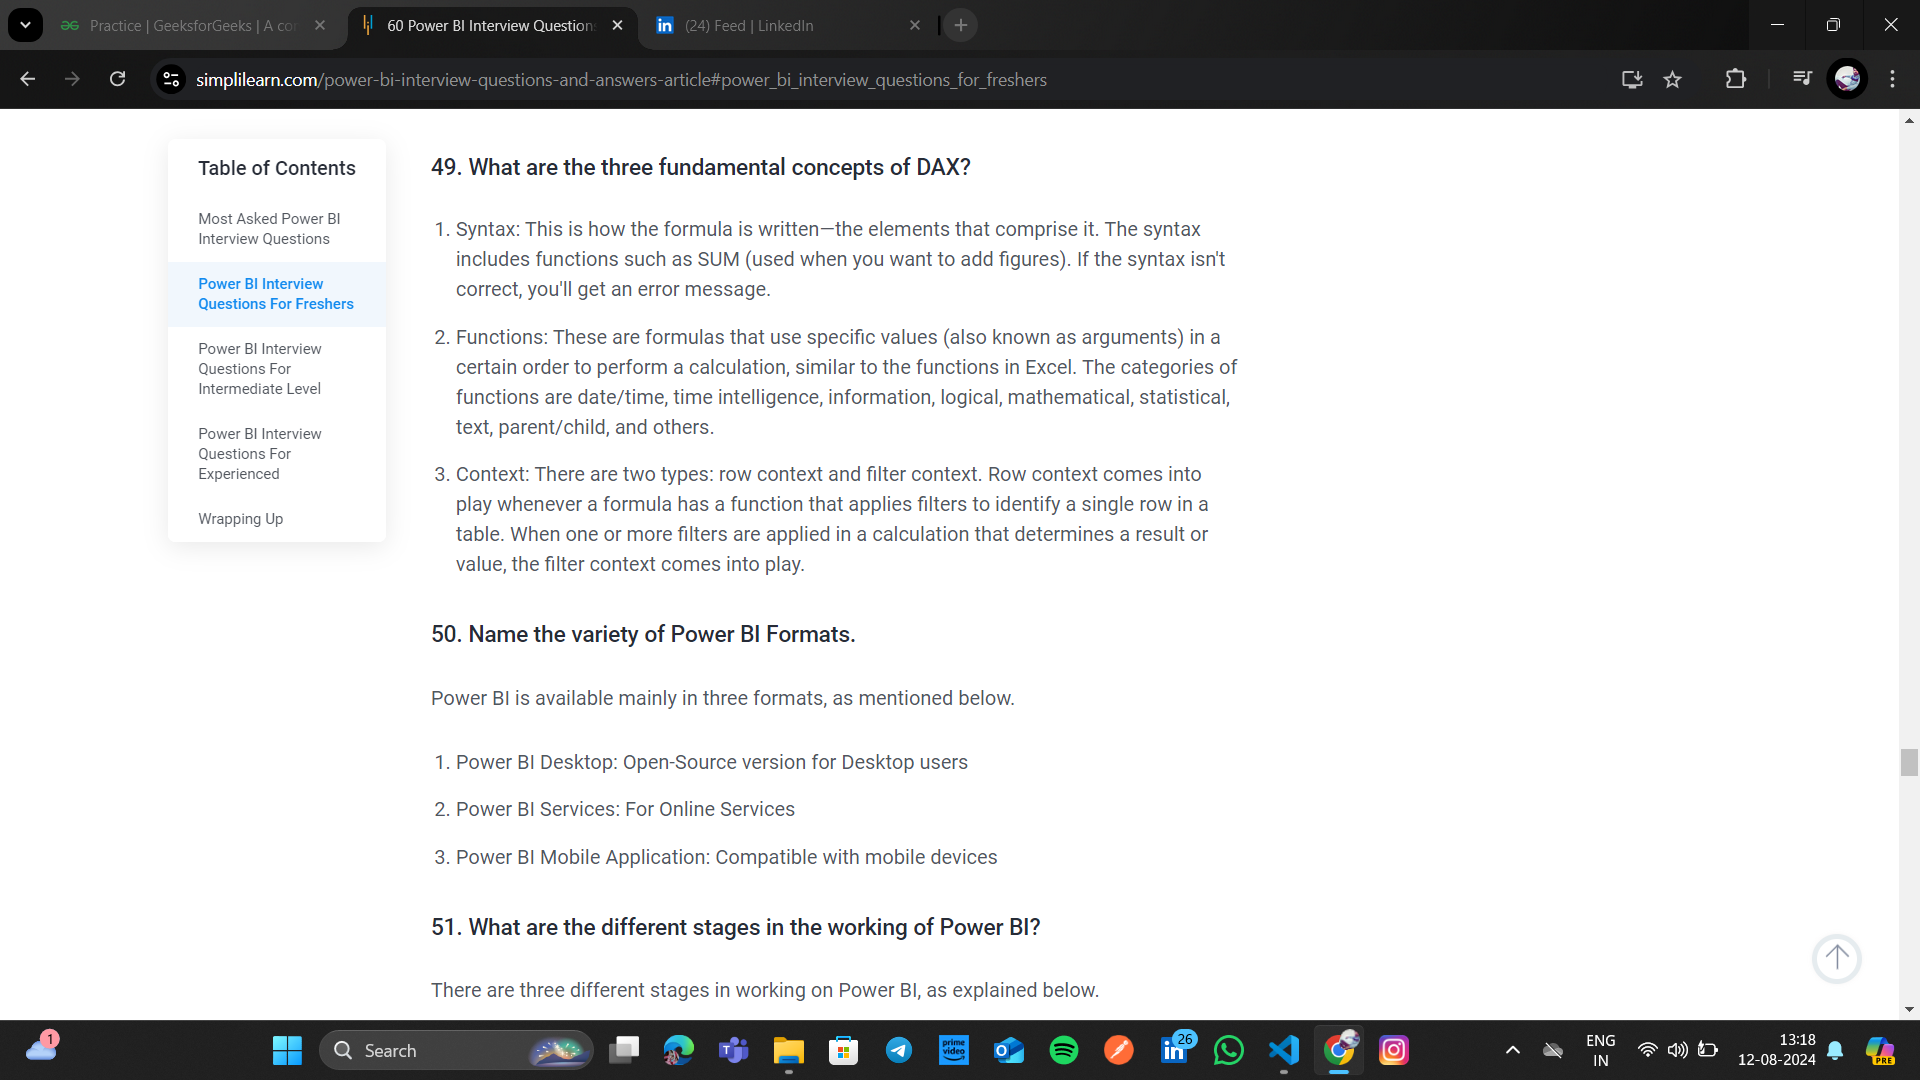 Practice | GeeksforGeeks | A co
60 Power BI Interview Question
in (24) Feed | LinkedIn
simplilearn.com/power-bi-interview-questions-and-answers-article#power_bi_interview_questions_for_freshers
Table of Contents
Most Asked Power BI
Interview Questions
Power BI Interview
Questions For Freshers
Power BI Interview
Questions For
Intermediate Level
Power BI Interview
Questions For
Experienced
Wrapping Up
49. What are the three fundamental concepts of DAX?
1. Syntax: This is how the formula is written—the elements that comprise it. The syntax
includes functions such as SUM (used when you want to add figures). If the syntax isn't
correct, you'll get an error message.
2. Functions: These are formulas that use specific values (also known as arguments) in a
certain order to perform a calculation, similar to the functions in Excel. The categories of
functions are date/time, time intelligence, information, logical, mathematical, statistical,
text, parent/child, and others.
3. Context: There are two types: row context and filter context. Row context comes into
play whenever a formula has a function that applies filters to identify a single row in a
table. When one or more filters are applied in a calculation that determines a result or
value, the filter context comes into play.
50. Name the variety of Power BI Formats.
Power BI is available mainly in three formats, as mentioned below.
1. Power BI Desktop: Open-Source version for Desktop users
2. Power BI Services: For Online Services
3. Power BI Mobile Application: Compatible with mobile devices
51. What are the different stages in the working of Power BI?
There are three different stages in working on Power BI, as explained below.
1
Search
prime
video
26
ENG
IN
13:18
12-08-2024
PRE